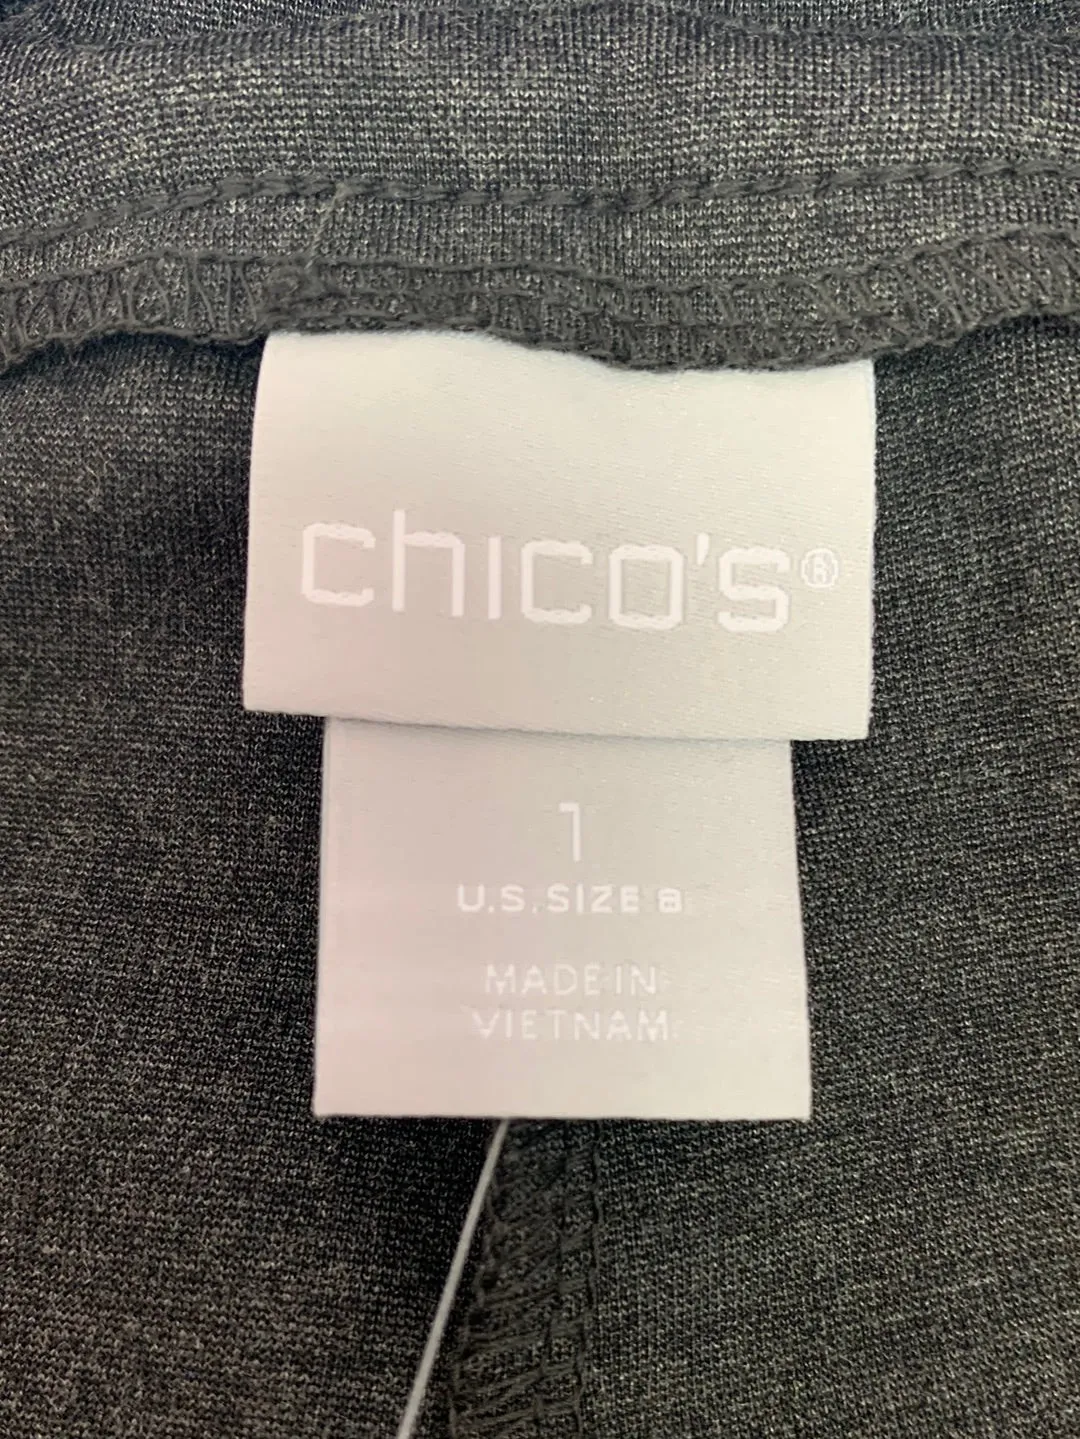 chico's®
1
U.S. SIZE 8
MADE IN
VIETNAM